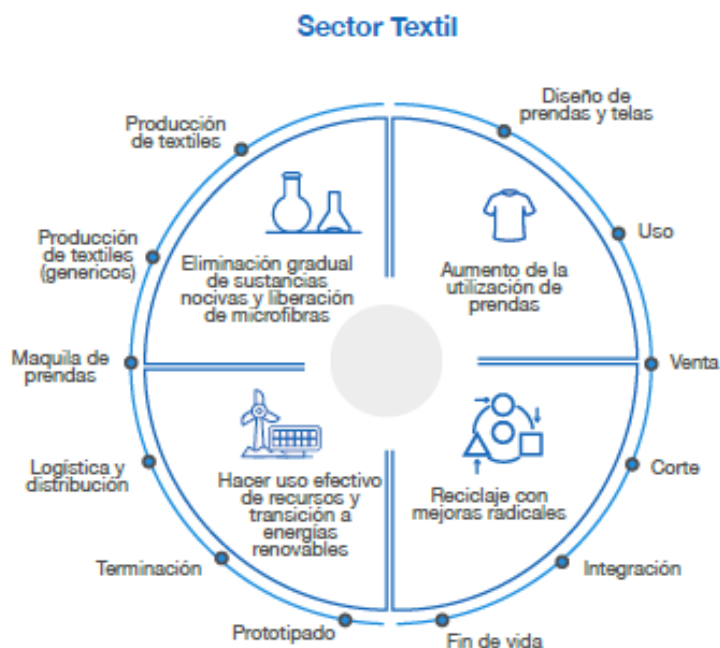 Sector Textil
Diseño de
prendas y telas
Uso
Venta
Corte
Integración
Fin de vida
Prototipado
Terminación
Logística y
distribución
Maquila de
prendas
Producción
de textiles
(genericos)
Producción
de textiles
Eliminación gradual
de sustancias
nocivas y liberación
de microfibras
Aumento de la
utilización de
prendas
Hacer uso efectivo
de recursos y
transición a
energías
renovables
Reciclaje con
mejoras radicales